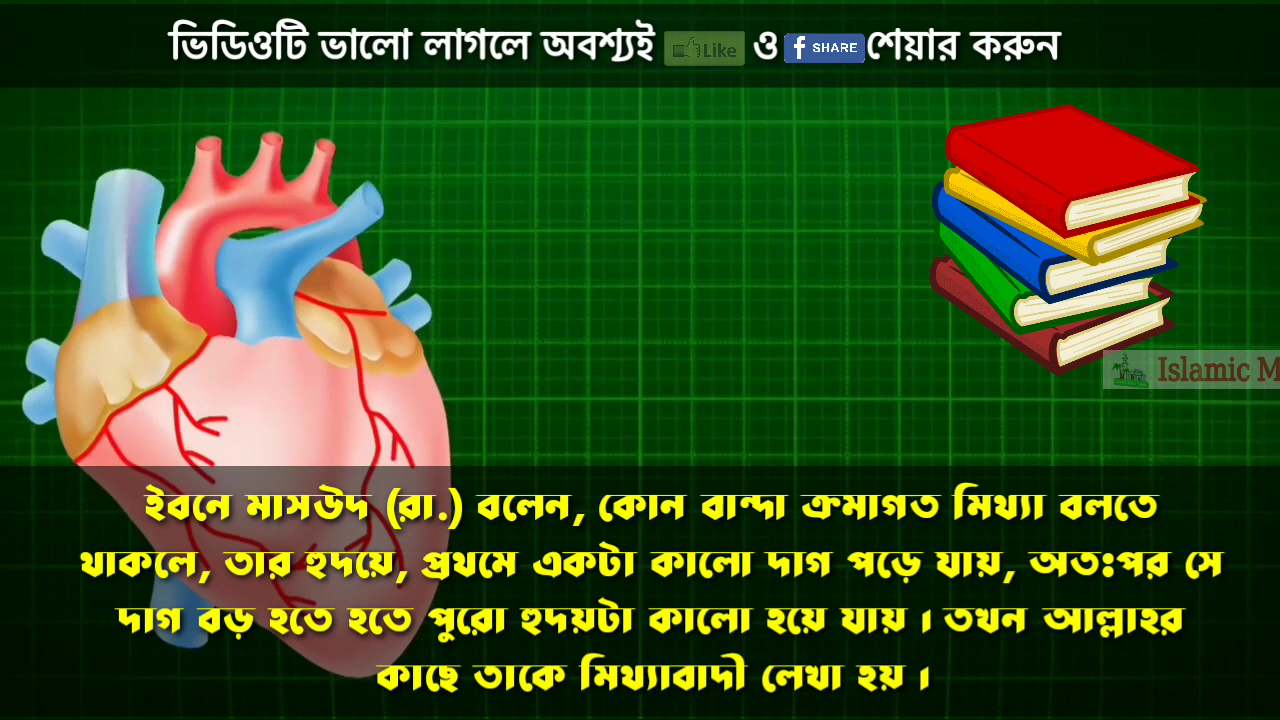 ভিডিওটি ভালো লাগলে অবশ্যই Like ও f SHARE শেয়ার করুন
Islamic M
ইবনে মাসউদ (রা.) বলেন, কোন বান্দা ক্রমাগত মিথ্যা বলতে
থাকলে, তার হৃদয়ে, প্রথমে একটা কালো দাগ পড়ে যায়, অতঃপর সে
দাগ বড় হতে হতে পুরো হৃদয়টা কালো হয়ে যায় । তখন আল্লাহর
কাছে তাকে মিথ্যাবাদী লেখা হয় ।